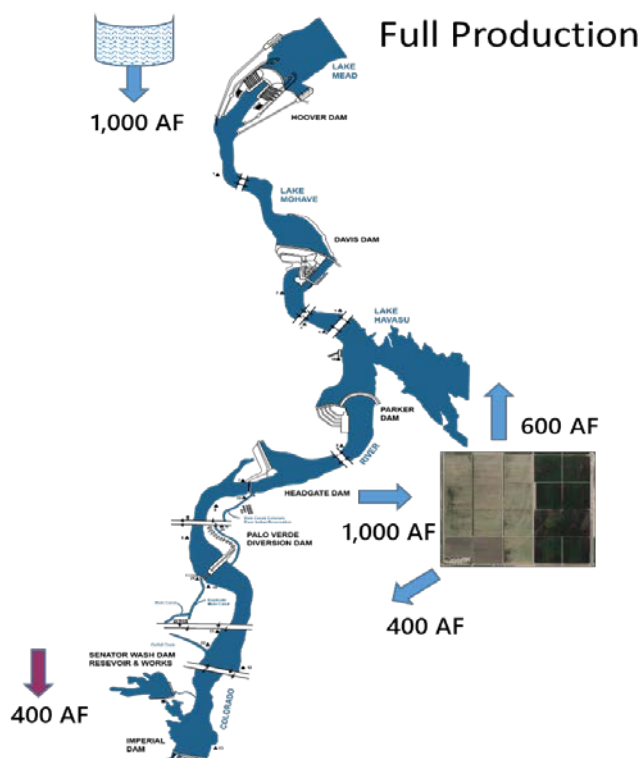 Full Production
1,000 AF
LAKE
MEAD
HOOVER DAM
LAKE
MOHAVE
DAVIS DAM
LAKE
HAVASU
PARKER
DAM
600 AF
RIVER
HEADGATE DAM
1,000 AF
PALO VERDE
DIVERSION DAM
400 AF
SENATOR WASH DAM
RESEVOIR & WORKS
400 AF
COLORADO
IMPERIAL
DAM